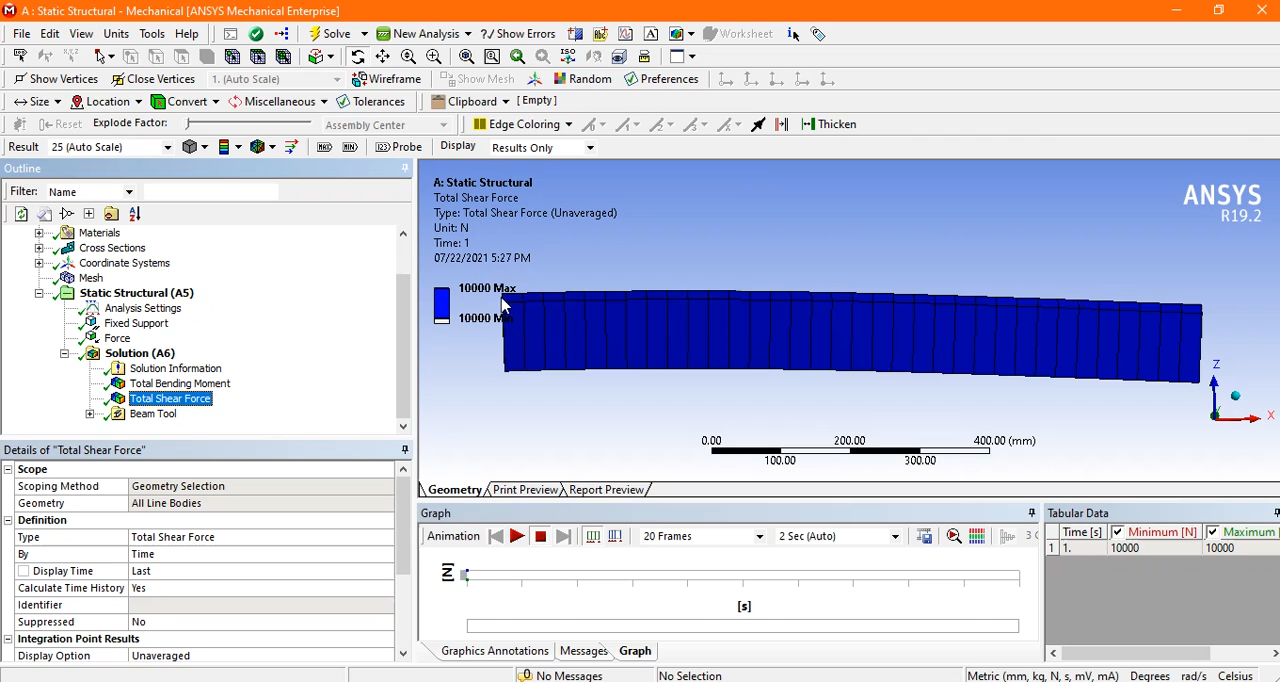 A : Static Structural - Mechanical [ANSYS Mechanical Enterprise]
File Edit View Units Tools Help Solve New Analysis ?/ Show Errors Worksheet
Show Vertices Close Vertices 1. (Auto Scale) Wireframe Show Mesh Random Preferences
Size Location Convert Miscellaneous Tolerances Clipboard [ Empty ]
Reset Explode Factor: Assembly Center Edge Coloring Thicken
Result 25 (Auto Scale) MAX MIN Probe Display Results Only
Outline
Filter: Name
Materials
Cross Sections
Coordinate Systems
Mesh
Static Structural (A5)
Analysis Settings
Fixed Support
Force
Solution (A6)
Solution Information
Total Bending Moment
Total Shear Force
Beam Tool
Details of "Total Shear Force"
Scope
Scoping Method Geometry Selection
Geometry All Line Bodies
Definition
Type Total Shear Force
By Time
Display Time Last
Calculate Time History Yes
Identifier
Suppressed No
Integration Point Results
Display Option Unaveraged
A: Static Structural
Total Shear Force
Type: Total Shear Force (Unaveraged)
Unit: N
Time: 1
07/22/2021 5:27 PM
10000 Max
10000
ANSYS
R19.2
Z
X
0.00 200.00 400.00 (mm)
100.00 300.00
Geometry Print Preview Report Preview
Graph
Animation 20 Frames 2 Sec (Auto)
[N]
[s]
Graphics Annotations Messages Graph
Tabular Data
Time [s] Minimum [N] Maximum [
1 1. 10000 10000
No Messages No Selection Metric (mm, kg, N, s, mV, mA) Degrees rad/s Celsius